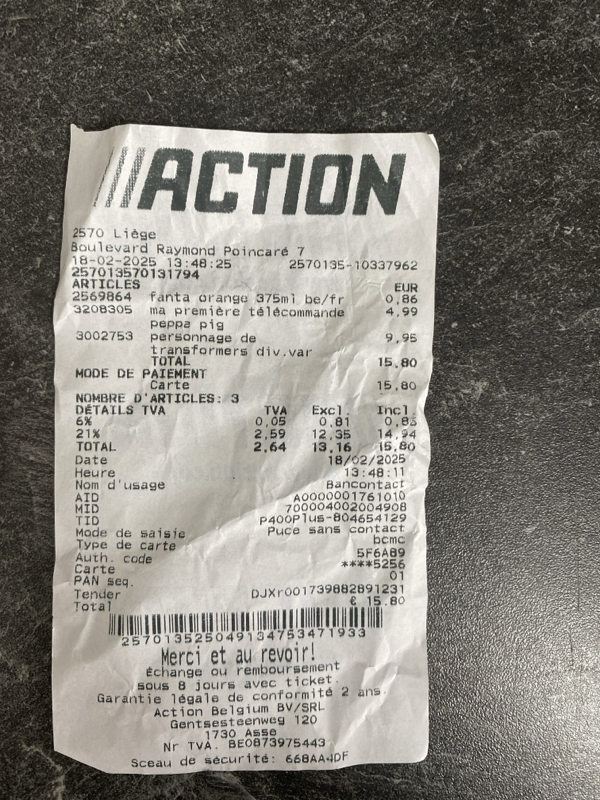 ACTION
2570 Liège
Boulevard Raymond Poincaré 7
18-02-2025 13:48:25 2570135-10337962
257013570131794
ARTICLES EUR
2569864 fanta orange 375ml be/fr 0,86
3208305 ma première télécommande 4,99
peppa pig
3002753 personnage de 9,95
transformers div.var
TOTAL 15,80
MODE DE PAIEMENT
Carte 15,80
NOMBRE D'ARTICLES: 3
DÉTAILS TVA TVA Excl. Incl.
6% 0,05 0,81 0,86
21% 2,59 12,35 14,94
TOTAL 2,64 13,16 15,80
Date 18/02/2025
Heure 13:48:11
Nom d'usage Bancontact
AID A0000001761010
MID 700004002004908
TID P400Plus-804654129
Mode de saisie Puce sans contact
Type de carte bcmc
Auth. code 5F6A89
Carte ****5256
PAN seq. 01
Tender DJXr001739882891231
Total € 15.80
257013525049134753471933
Merci et au revoir!
Échange ou remboursement
sous 8 jours avec ticket.
Garantie légale de conformité 2 ans.
Action Belgium BV/SRL
Gentsesteenweg 120
1730 Asse
Nr TVA. BE0873975443
Sceau de sécurité: 668AA4DF